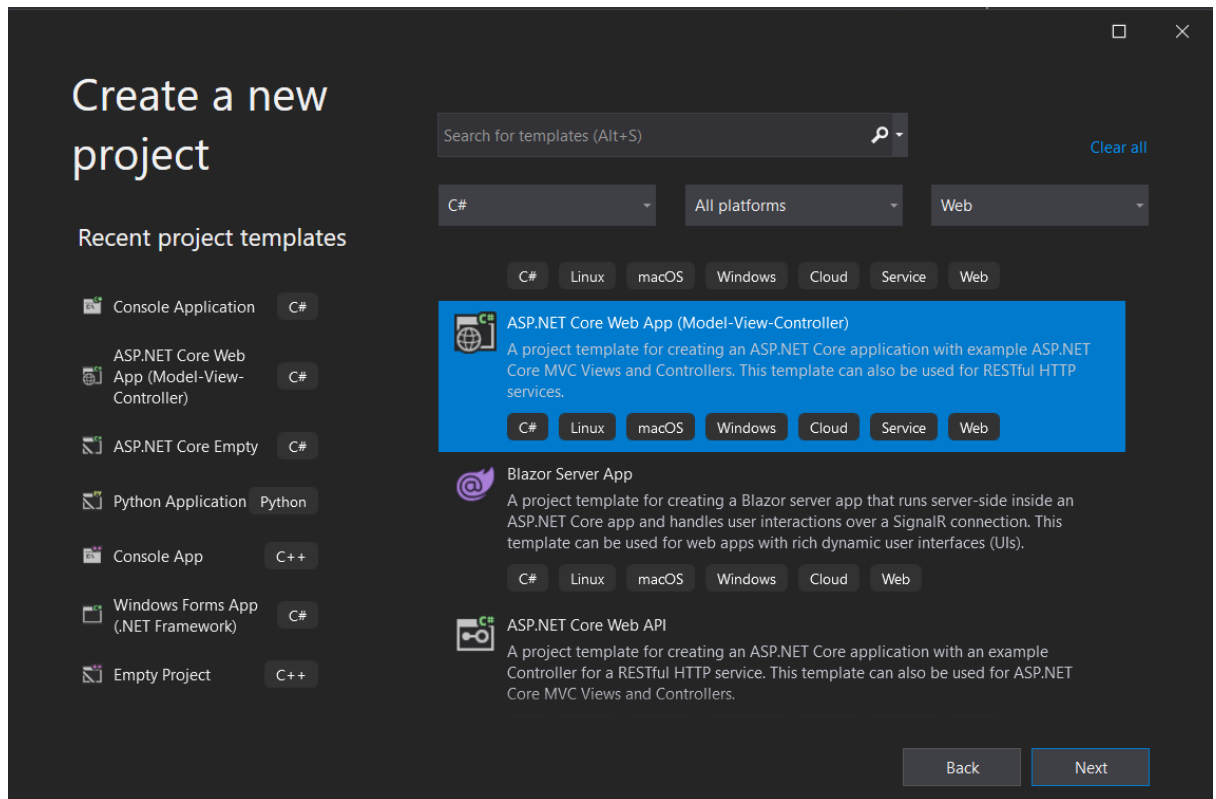 Create a new
project
Search for templates (Alt+S)
Clear all
C#
All platforms
Web
Recent project templates
Console Application
C#
ASP.NET Core Web
App (Model-View-
Controller)
C#
ASP.NET Core Empty
C#
Python Application
Python
Console App
C++
Windows Forms App
(.NET Framework)
C#
Empty Project
C++
C# Linux macOS Windows Cloud Service Web
ASP.NET Core Web App (Model-View-Controller)
A project template for creating an ASP.NET Core application with example ASP.NET
Core MVC Views and Controllers. This template can also be used for RESTful HTTP
services.
C# Linux macOS Windows Cloud Service Web
Blazor Server App
A project template for creating a Blazor server app that runs server-side inside an
ASP.NET Core app and handles user interactions over a SignalR connection. This
template can be used for web apps with rich dynamic user interfaces (UIs).
C# Linux macOS Windows Cloud Web
ASP.NET Core Web API
A project template for creating an ASP.NET Core application with an example
Controller for a RESTful HTTP service. This template can also be used for ASP.NET
Core MVC Views and Controllers.
Back
Next